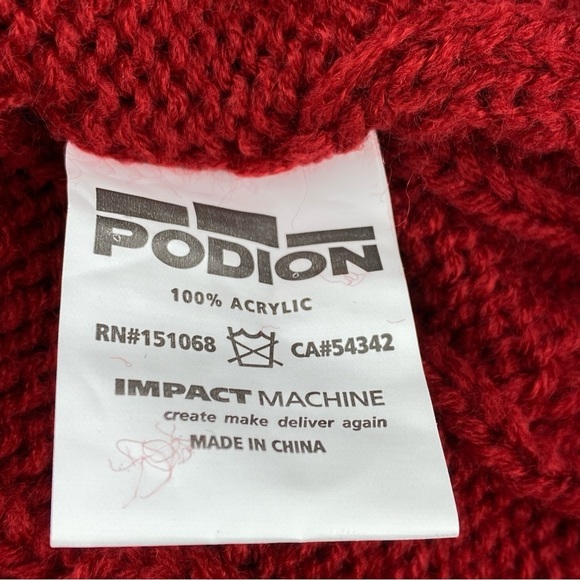 PODION
100% ACRYLIC
RN#151068 CA#54342
IMPACT MACHINE
create make deliver again
MADE IN CHINA